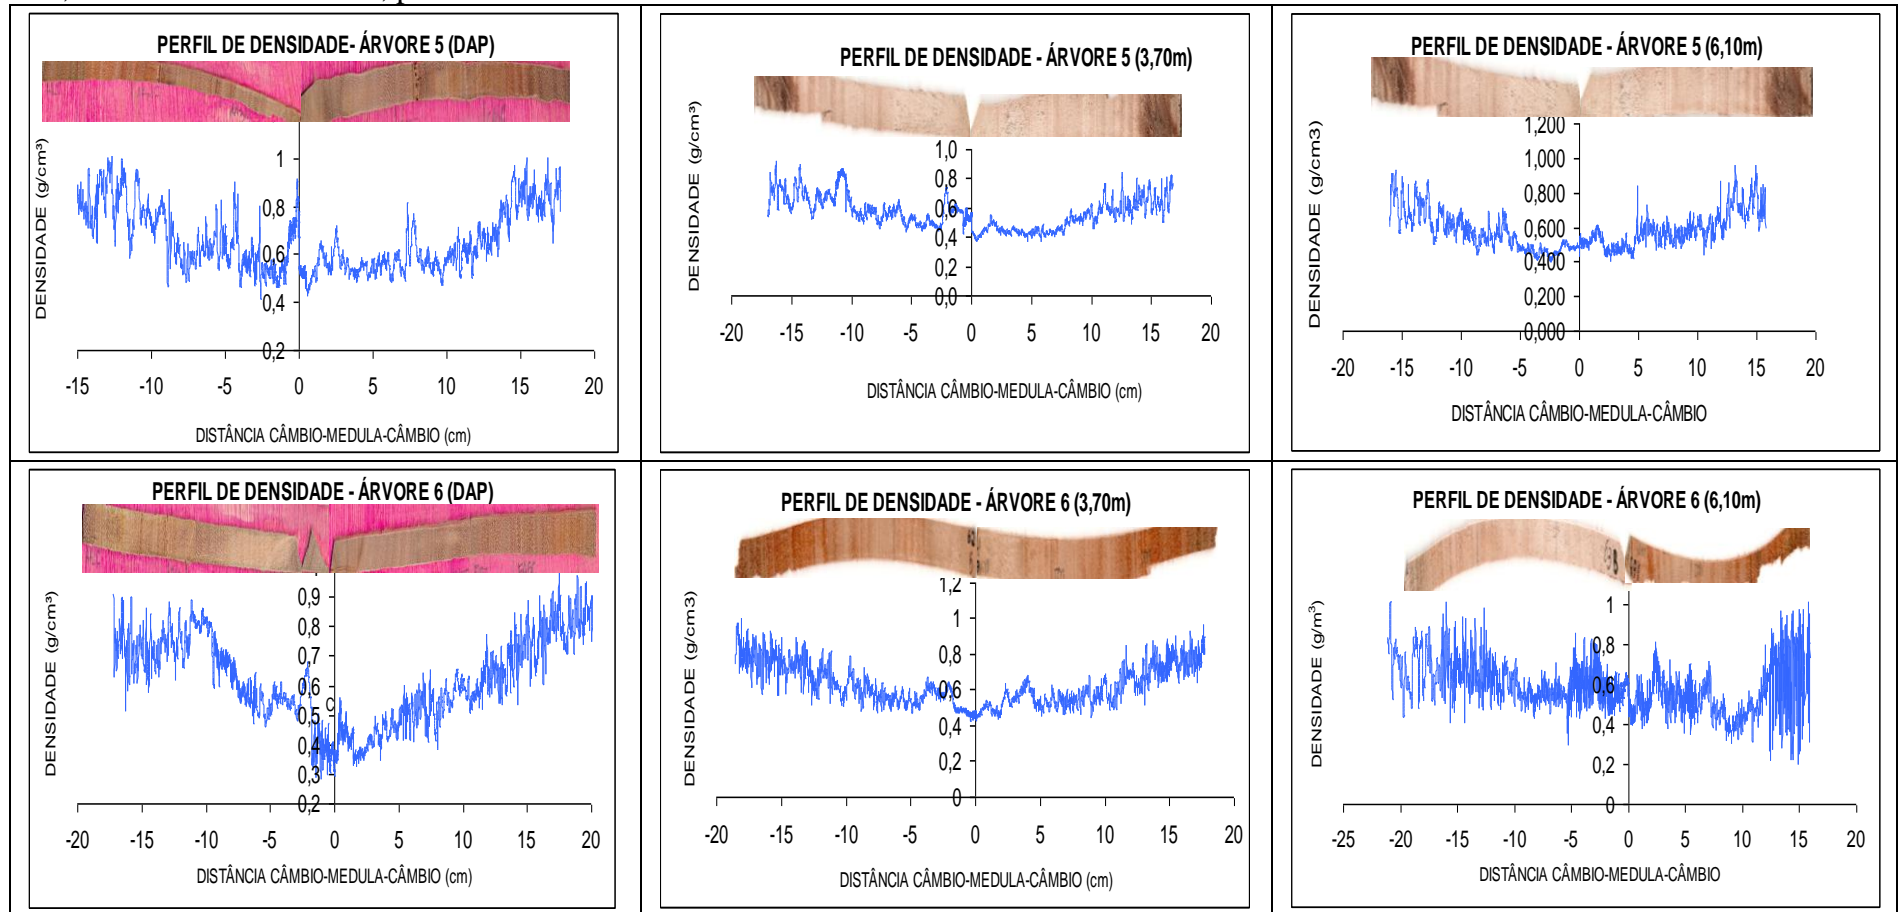 PERFIL DE DENSIDADE- ÁRVORE 5 (DAP)
DENSIDADE (g/cm³)
1
0,8
0,6
0,4
0,2
-15 -10 -5 0 5 10 15 20
DISTÂNCIA CÂMBIO-MEDULA-CÂMBIO (cm)
PERFIL DE DENSIDADE - ÁRVORE 5 (3,70m)
DENSIDADE (g/cm³)
1,0
0,8
0,6
0,4
0,2
0,0
-20 -15 -10 -5 0 5 10 15 20
DISTÂNCIA CÂMBIO-MEDULA-CÂMBIO (cm)
PERFIL DE DENSIDADE - ÁRVORE 5 (6,10m)
DENSIDADE (g/cm3)
1,200
1,000
0,800
0,600
0,400
0,200
0,000
-20 -15 -10 -5 0 5 10 15 20
DISTÂNCIA CÂMBIO-MEDULA-CÂMBIO
PERFIL DE DENSIDADE - ÁRVORE 6 (DAP)
DENSIDADE (g/cm³)
0,9
0,8
0,7
0,6
0,5
0,4
0,3
0,2
-20 -15 -10 -5 0 5 10 15 20
DISTÂNCIA CÂMBIO-MEDULA-CÂMBIO (cm)
PERFIL DE DENSIDADE - ÁRVORE 6 (3,70m)
DENSIDADE (g/cm3)
1,2
1
0,8
0,6
0,4
0,2
0
-20 -15 -10 -5 0 5 10 15 20
DISTÂNCIA CÂMBIO-MEDULA-CÂMBIO (cm)
PERFIL DE DENSIDADE - ÁRVORE 6 (6,10m)
DENSIDADE (g/m³)
1
0,8
0,6
0,4
0,2
0
-25 -20 -15 -10 -5 0 5 10 15 20
DISTÂNCIA CÂMBIO-MEDULA-CÂMBIO